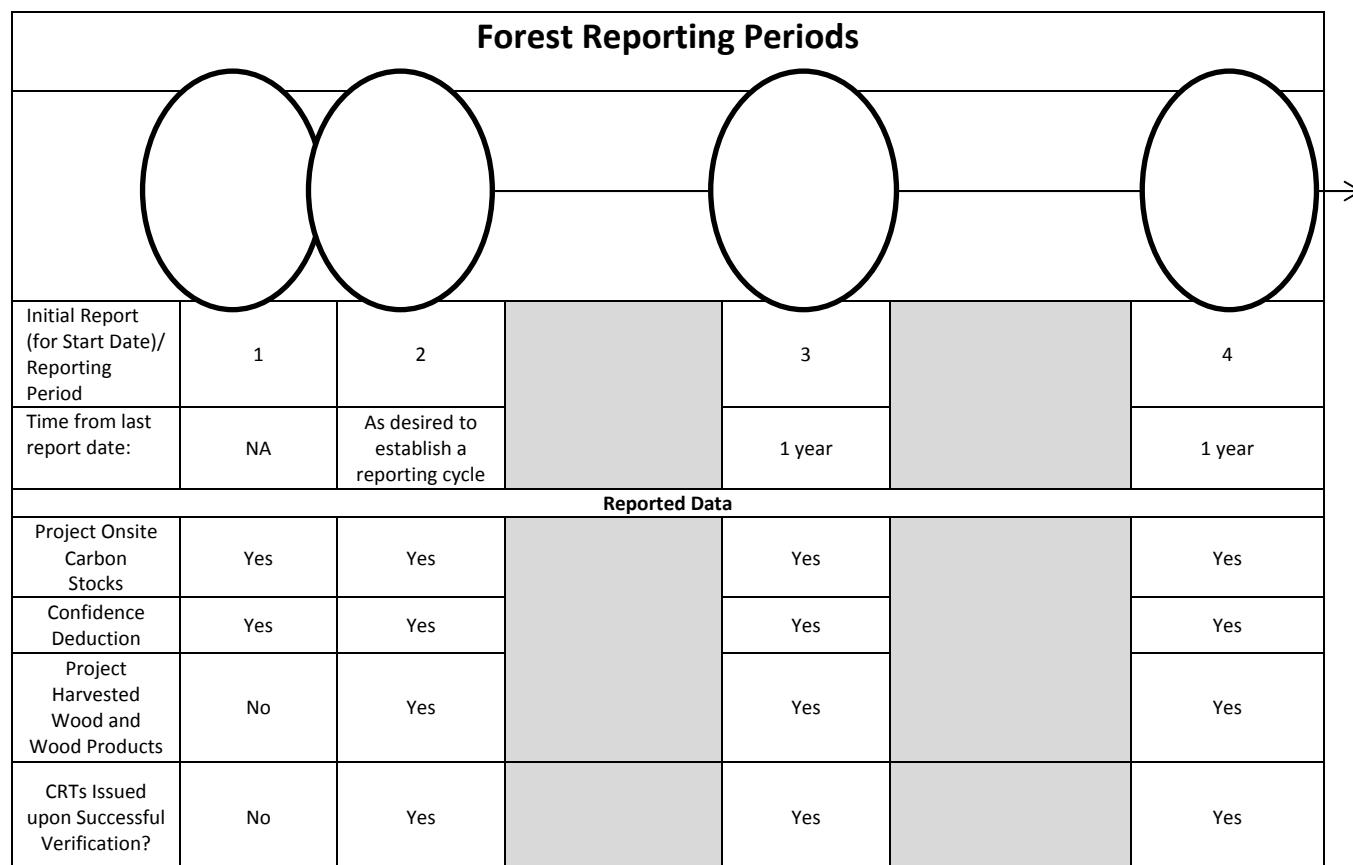 Forest Reporting Periods
Initial Report
(for Start Date)/
Reporting
Period
1
2
3
4
Time from last
report date:
NA
As desired to
establish a
reporting cycle
1 year
1 year
Reported Data
Project Onsite
Carbon
Stocks
Yes
Yes
Yes
Yes
Confidence
Deduction
Yes
Yes
Yes
Yes
Project
Harvested
Wood and
Wood Products
No
Yes
Yes
Yes
CRTs Issued
upon Successful
Verification?
No
Yes
Yes
Yes